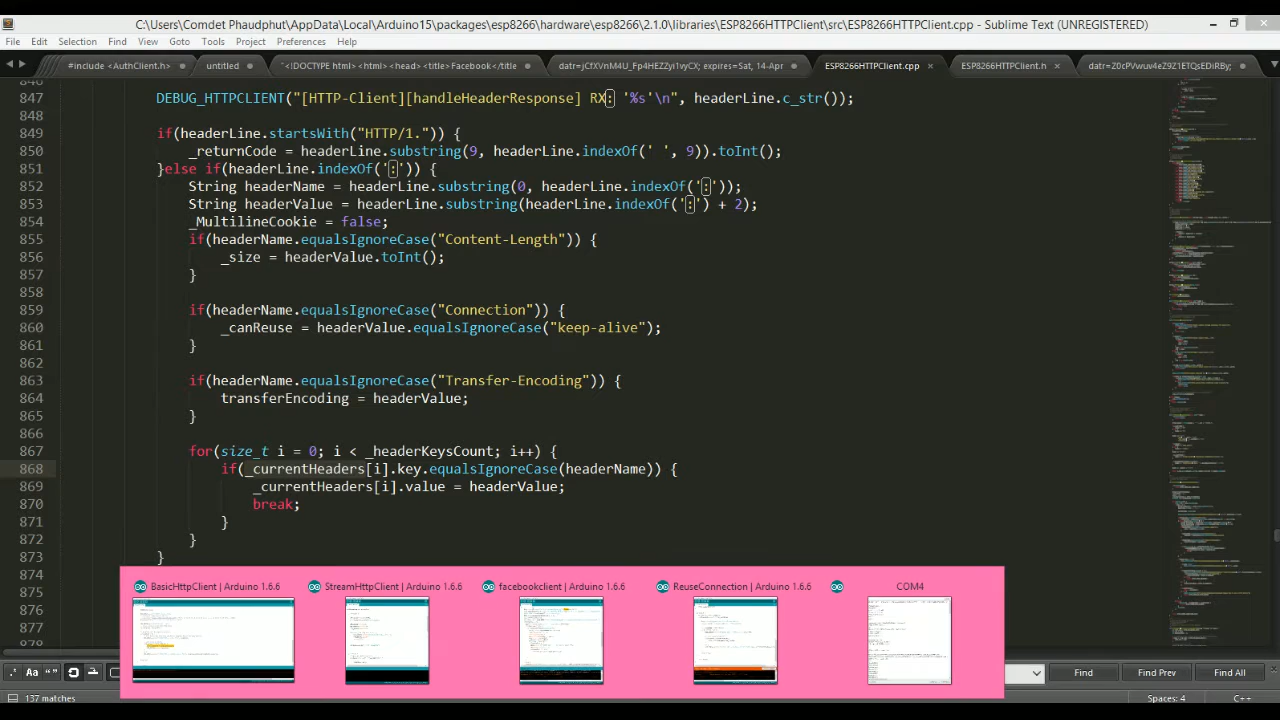 C:\Users\Comdet Phaudphut\AppData\Local\Arduino15\packages\esp8266\hardware\esp8266\2.1.0\libraries\ESP8266HTTPClient\src\ESP8266HTTPClient.cpp - Sublime Text (UNREGISTERED)
File Edit Selection Find View Goto Tools Project Preferences Help
#include <AuthClient.h> untitled <!DOCTYPE html><html><head><title>Facebook</title datr=jCfXVnM4U_Fp4HEZZyi1vyCX; expires=Sat, 14-Apr ESP8266HTTPClient.cpp ESP8266HTTPClient.h datr=Z0cPVwuv4eZ9Z1ETQsEDiRBy;
846
847 DEBUG_HTTPCLIENT("[HTTP-Client][handleHeaderResponse] RX: '%s'\n", headerLine.c_str());
848
849 if(headerLine.startsWith("HTTP/1.")) {
850 _returnCode = headerLine.substring(9, headerLine.indexOf(' ', 9)).toInt();
851 }else if(headerLine.indexOf(':')) {
852 String headerName = headerLine.substring(0, headerLine.indexOf(':'));
853 String headerValue = headerLine.substring(headerLine.indexOf(':') + 2);
854 _MultilineCookie = false;
855 if(headerName.equalsIgnoreCase("Content-Length")) {
856 _size = headerValue.toInt();
857 }
858
859 if(headerName.equalsIgnoreCase("Connection")) {
860 _canReuse = headerValue.equalsIgnoreCase("keep-alive");
861 }
862
863 if(headerName.equalsIgnoreCase("Transfer-Encoding")) {
864 transferEncoding = headerValue;
865 }
866
867 for(size_t i = 0; i < _headerKeysCount; i++) {
868 if(_currentHeaders[i].key.equalsIgnoreCase(headerName)) {
869 _currentHeaders[i].value = headerValue;
870 break;
871 }
872 }
873 }
874
875
876
877
878
BasicHttpClient | Arduino 1.6.6 StreamHttpClient | Arduino 1.6.6 Arduino 1.6.6 ReuseConnection | Arduino 1.6.6 COM4
Aa "" Find Find Prev Find All
137 matches Spaces: 4 C++